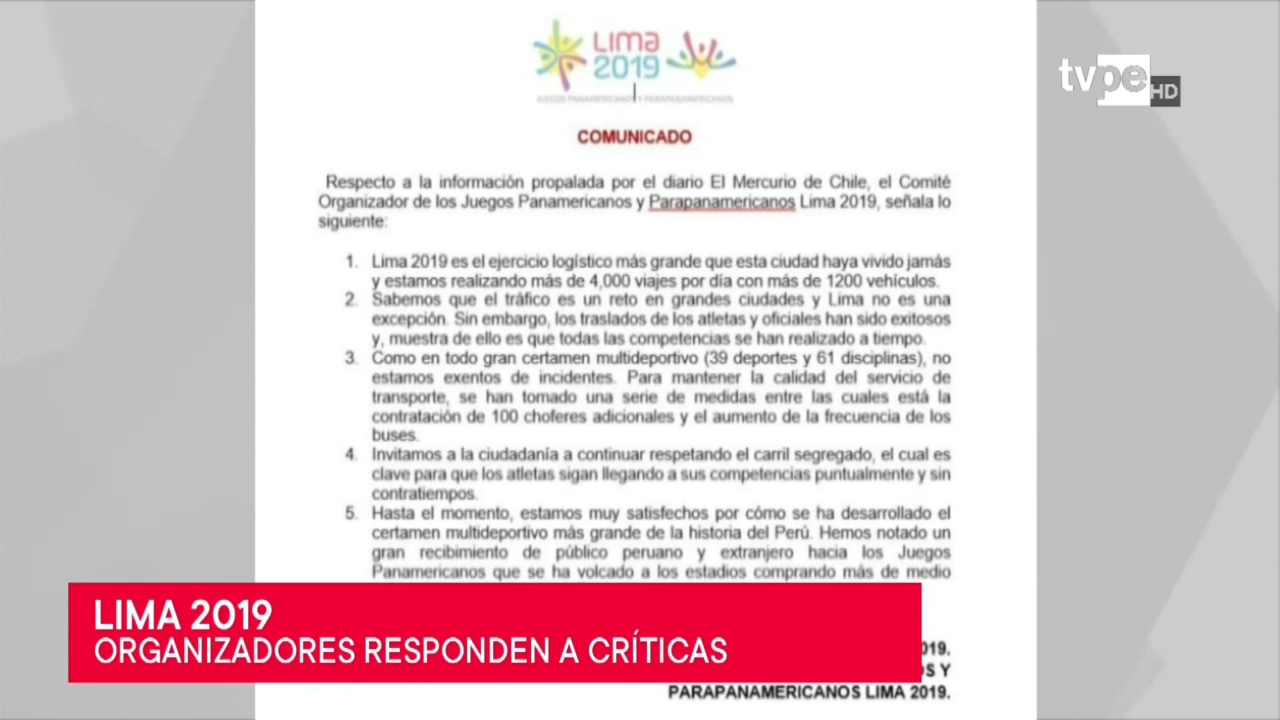 LIMA
2019
JUEGOS PANAMERICANOS Y PARAPANAMERICANOS
tvpe HD
COMUNICADO
Respecto a la información propalada por el diario El Mercurio de Chile, el Comité
Organizador de los Juegos Panamericanos y Parapanamericanos Lima 2019, señala lo
siguiente:
1. Lima 2019 es el ejercicio logístico más grande que esta ciudad haya vivido jamás
y estamos realizando más de 4,000 viajes por día con más de 1200 vehículos.
2. Sabemos que el tráfico es un reto en grandes ciudades y Lima no es una
excepción. Sin embargo, los traslados de los atletas y oficiales han sido exitosos
y, muestra de ello es que todas las competencias se han realizado a tiempo.
3. Como en todo gran certamen multideportivo (39 deportes y 61 disciplinas), no
estamos exentos de incidentes. Para mantener la calidad del servicio de
transporte, se han tomado una serie de medidas entre las cuales está la
contratación de 100 choferes adicionales y el aumento de la frecuencia de los
buses.
4. Invitamos a la ciudadanía a continuar respetando el carril segregado, el cual es
clave para que los atletas sigan llegando a sus competencias puntualmente y sin
contratiempos.
5. Hasta el momento, estamos muy satisfechos por cómo se ha desarrollado el
certamen multideportivo más grande de la historia del Perú. Hemos notado un
gran recibimiento de público peruano y extranjero hacia los Juegos
Panamericanos que se ha volcado a los estadios comprando más de medio
LIMA 2019
ORGANIZADORES RESPONDEN A CRÍTICAS
019.
S Y
PARAPANAMERICANOS LIMA 2019.